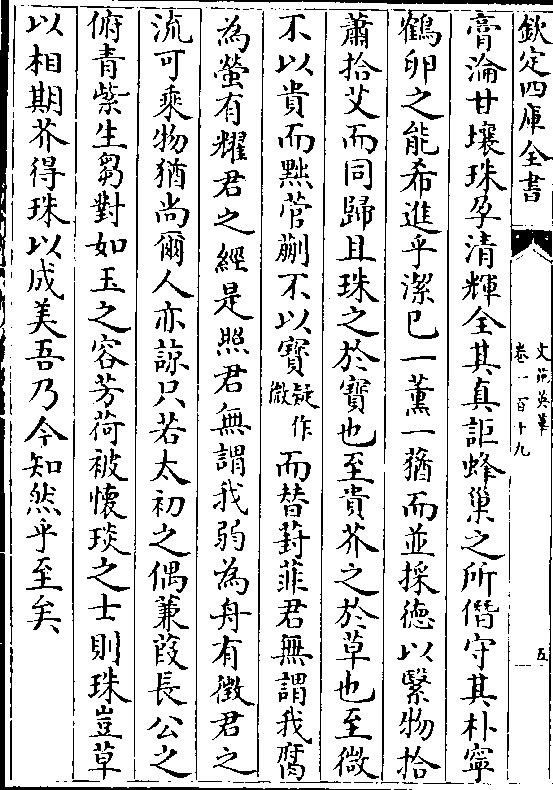 欽定四庫全書
文苑英華
卷一百十九
五
膏淪甘壤珠孕清輝全其真詎蜂巢之所偕守其朴寧
鶴卵之能希進乎潔已一薫一猶而並採德以緊物拾
蕭拾艾而同歸且珠之於寳也至貴芥之於草也至微
不以貴而黜菅蒯不以寳疑作微而替葑菲君無謂我腐
為螢有耀君之經是照君無謂我弱為舟有徴君之
流可乘物猶尚爾人亦諒只若太初之偶蒹葭長公之
俯青紫生芻對如玉之容芳荷被懷琰之士則珠豈草
以相期芥得珠以成美吾乃今知然乎至矣